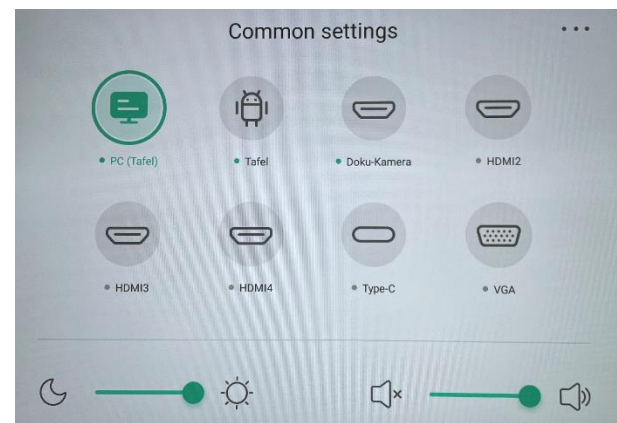 Common settings
PC (Tafel)
Tafel
Doku-Kamera
HDMI2
HDMI3
HDMI4
Type-C
VGA